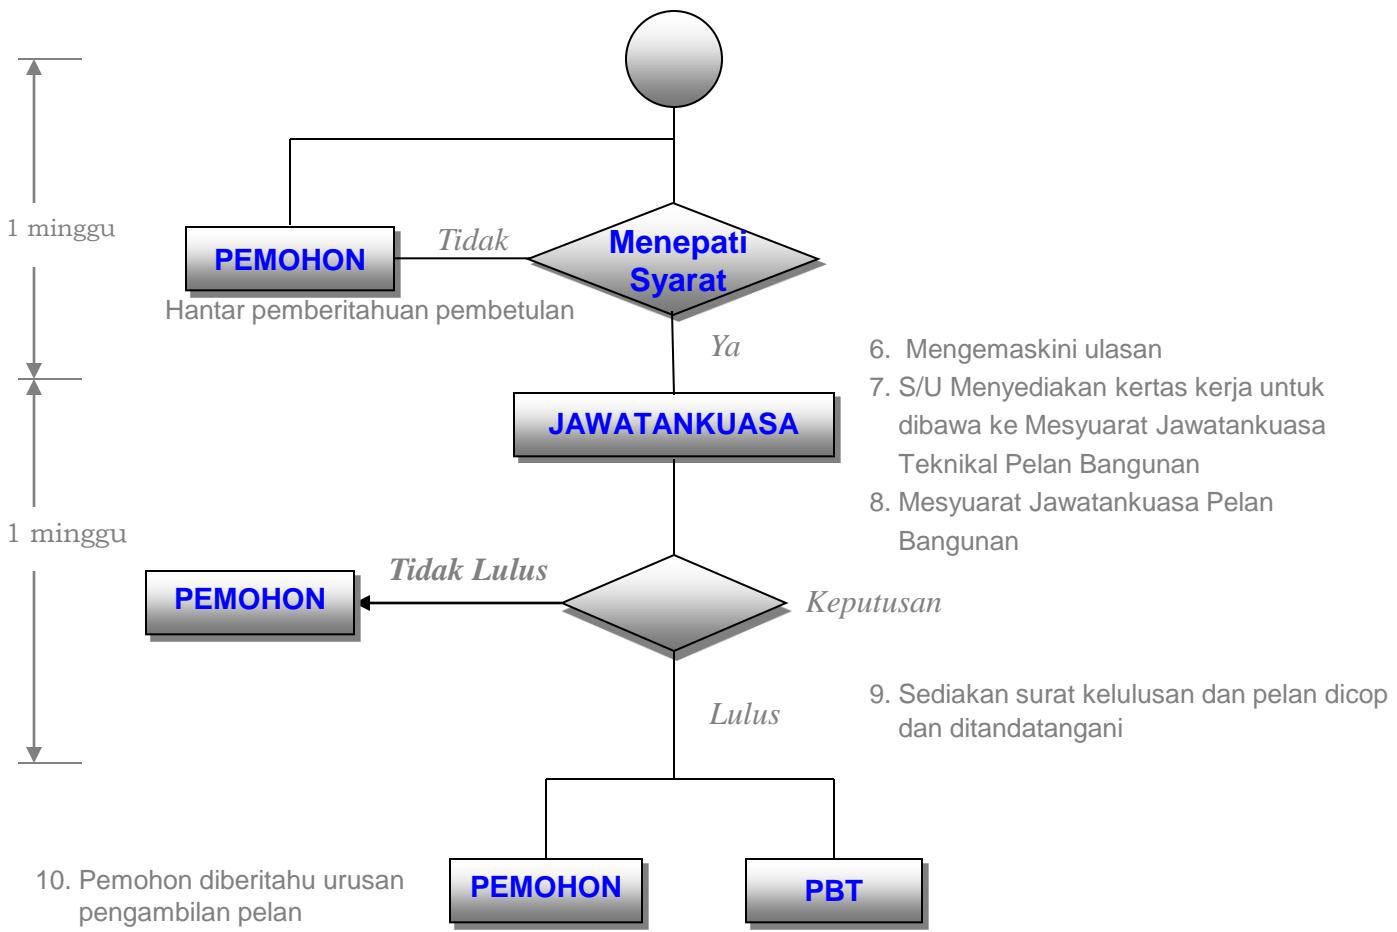 1 minggu
PEMOHON
Tidak
Menepati
Syarat
Hantar pemberitahuan pembetulan
Ya
6. Mengemaskini ulasan
7. S/U Menyediakan kertas kerja untuk
dibawa ke Mesyuarat Jawatankuasa
Teknikal Pelan Bangunan
8. Mesyuarat Jawatankuasa Pelan
Bangunan
JAWATANKUASA
1 minggu
Tidak Lulus
PEMOHON
Keputusan
Lulus
9. Sediakan surat kelulusan dan pelan dicop
dan ditandatangani
10. Pemohon diberitahu urusan
pengambilan pelan
PEMOHON
PBT